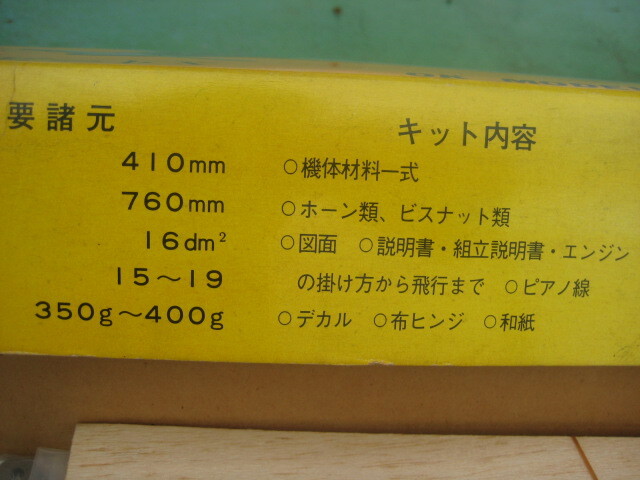 要諸元
410mm
760mm
16dm²
15～19
350g～400g
キット内容
○機体材料一式
○ホーン類、ビスナット類
○図面　○説明書・組立説明書・エンジン
の掛け方から飛行まで　○ピアノ線
○デカル　○布ヒンジ　○和紙